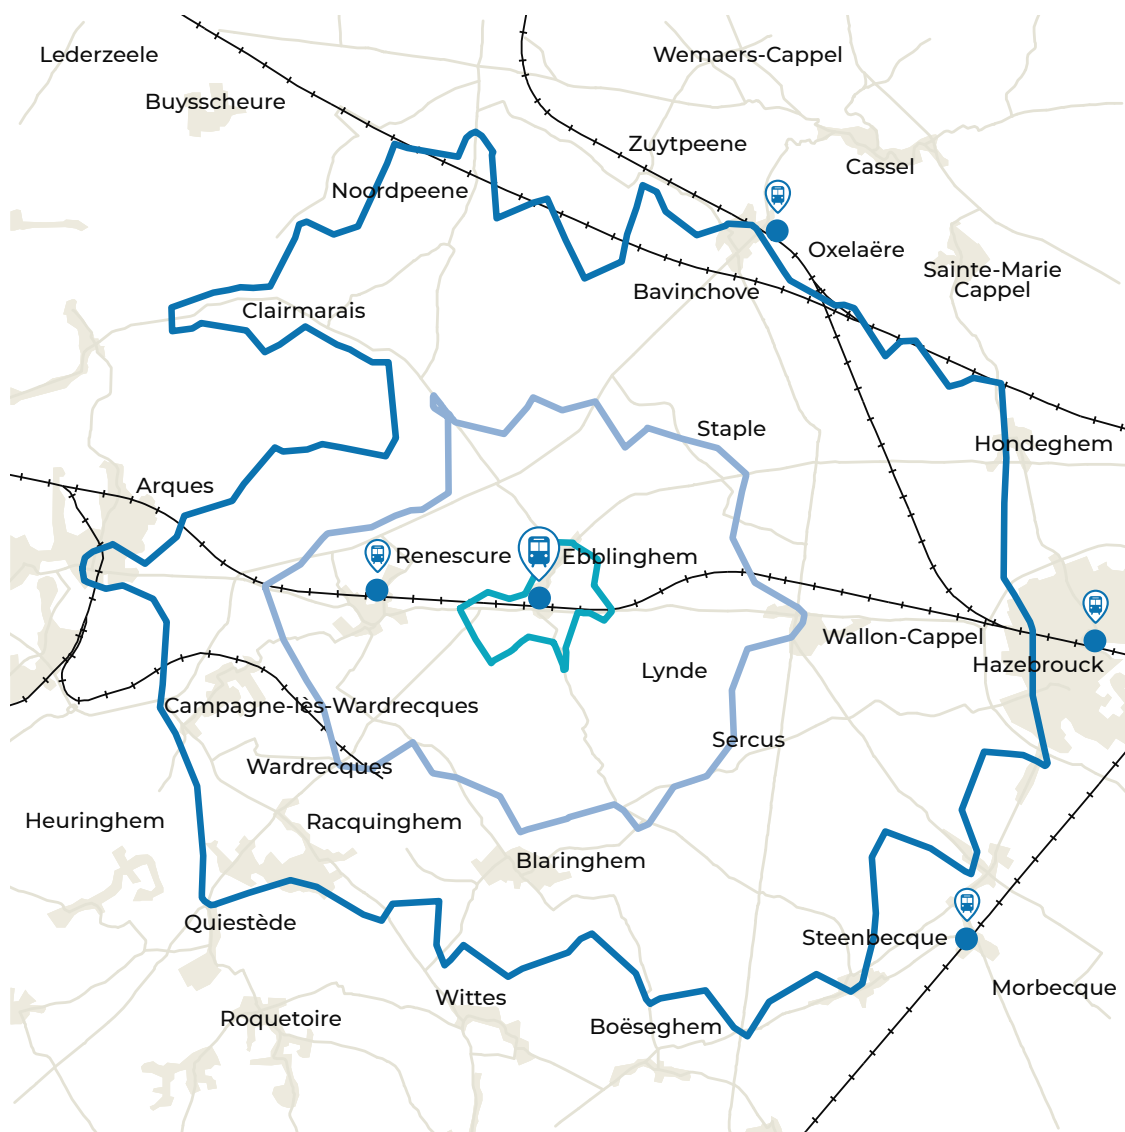 Lederzeele
Wemaers-Cappel
Buysscheure
Zuytpeene
Cassel
Noordpeene
Oxelaëre
Sainte-Marie
Cappel
Bavinchove
Clairmarais
Staple
Hondeghem
Arques
Renescure
Ebblinghem
Wallon-Cappel
Hazebrouck
Lynde
Campagne-lès-Wardrecques
Sercus
Wardrecques
Heuringhem
Racquinghem
Blaringhem
Quiestède
Steenbecque
Morbecque
Wittes
Roquetoire
Boëseghem